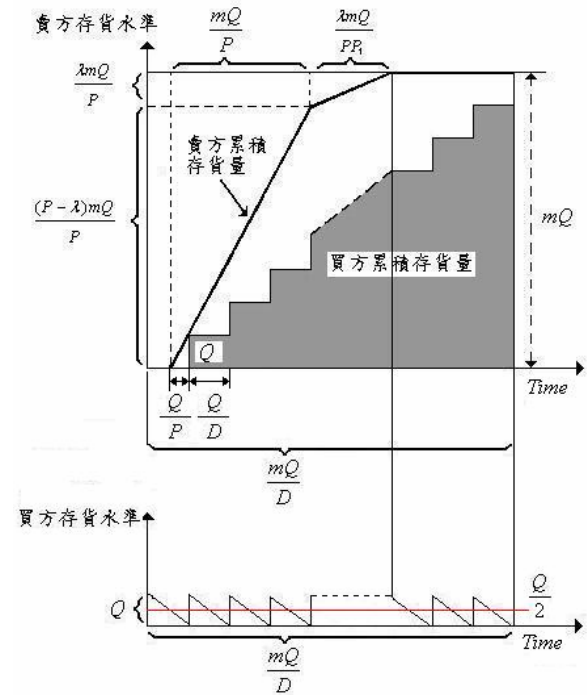 賣方存貨水準
mQ/P
λmQ/PP₁
λmQ/P
賣方累積
存貨量
(P − λ)mQ/P
mQ
買方累積存貨量
Q
Time
Q/P
Q/D
mQ/D
買方存貨水準
Q
Q/2
Time
mQ/D